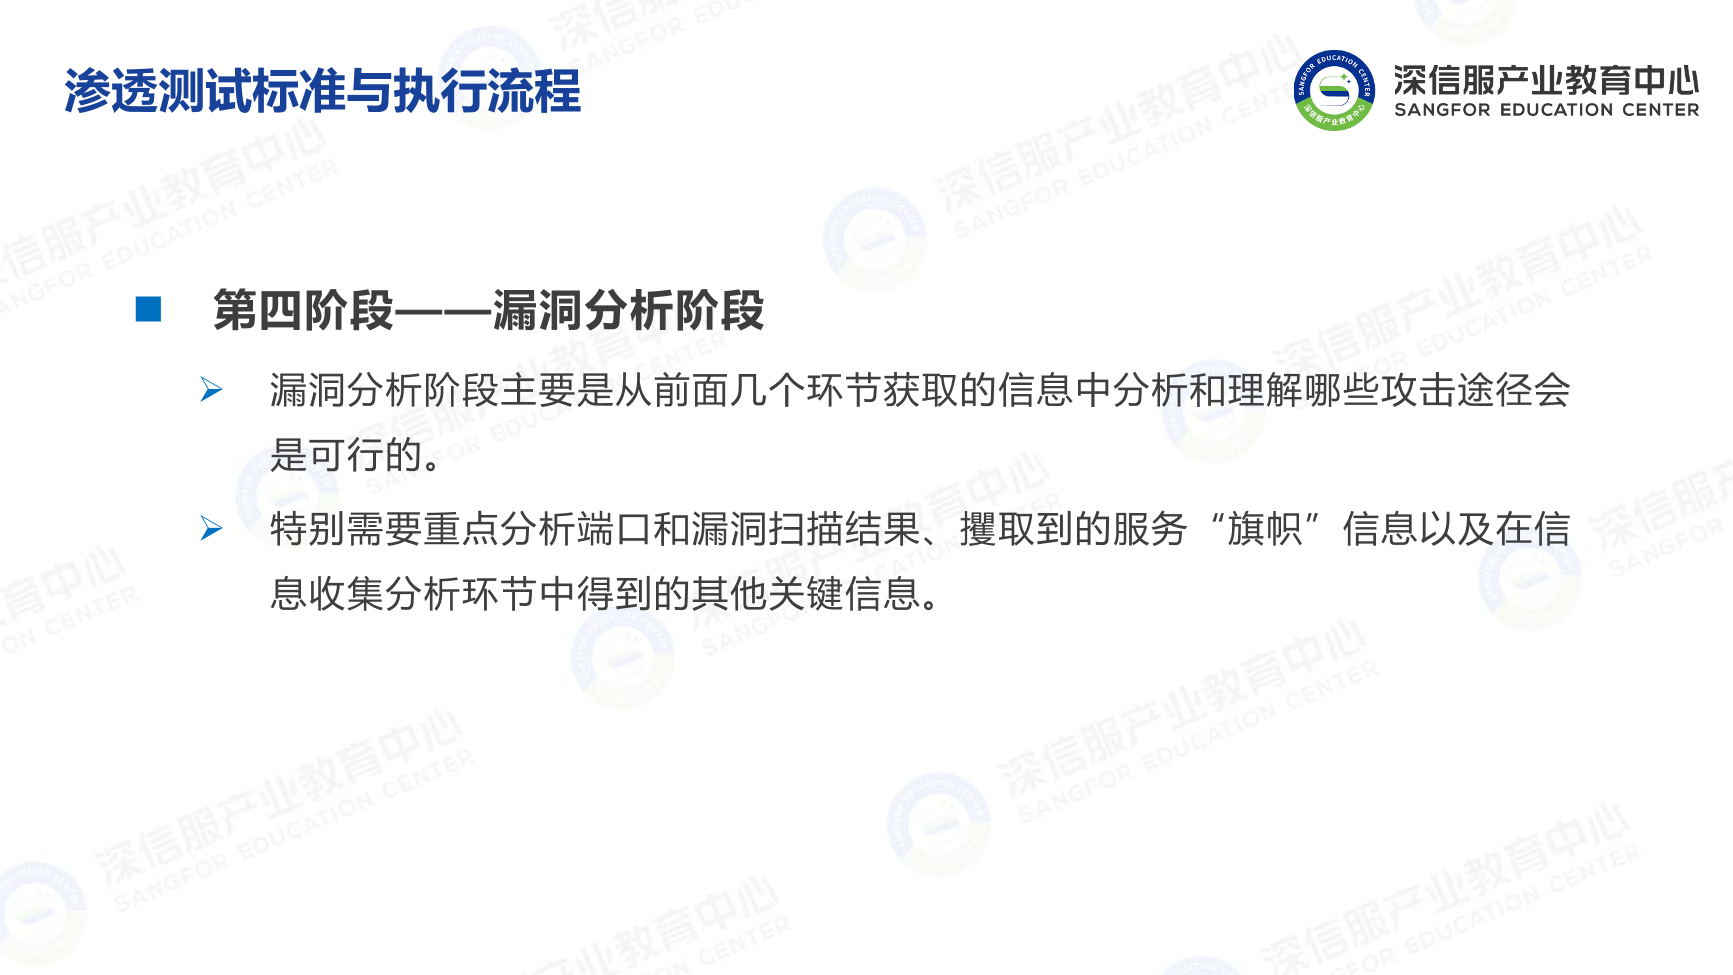 渗透测试标准与执行流程
深信服产业教育中心
SANGFOR EDUCATION CENTER
第四阶段——漏洞分析阶段
漏洞分析阶段主要是从前面几个环节获取的信息中分析和理解哪些攻击途径会
是可行的。
特别需要重点分析端口和漏洞扫描结果、攫取到的服务“旗帜”信息以及在信
息收集分析环节中得到的其他关键信息。